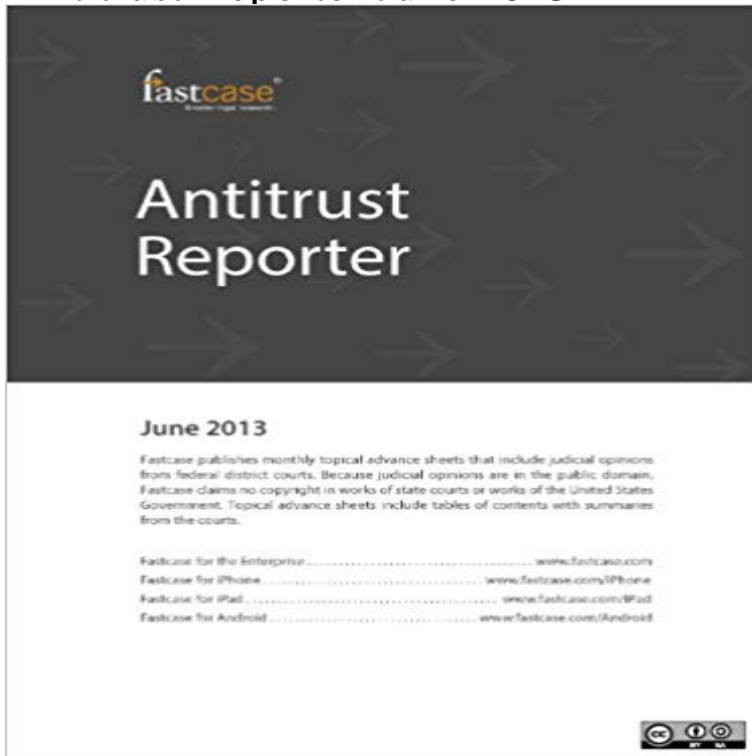 fastcase®
Antitrust
Reporter
June 2013
Fastcase publishes monthly topical advance sheets that include judicial opinions
from federal district courts. Because judicial opinions are in the public domain,
Fastcase claims no copyright in works of state courts or works of the United States
Government. Topical advance sheets include tables of contents with summaries
from the courts.
Fastcase for the Enterprise ........................................ www.fastcase.com
Fastcase for iPhone ........................................ www.fastcase.com/iPhone
Fastcase for iPad ........................................ www.fastcase.com/iPad
Fastcase for Android ........................................ www.fastcase.com/Android
cc
BY SA